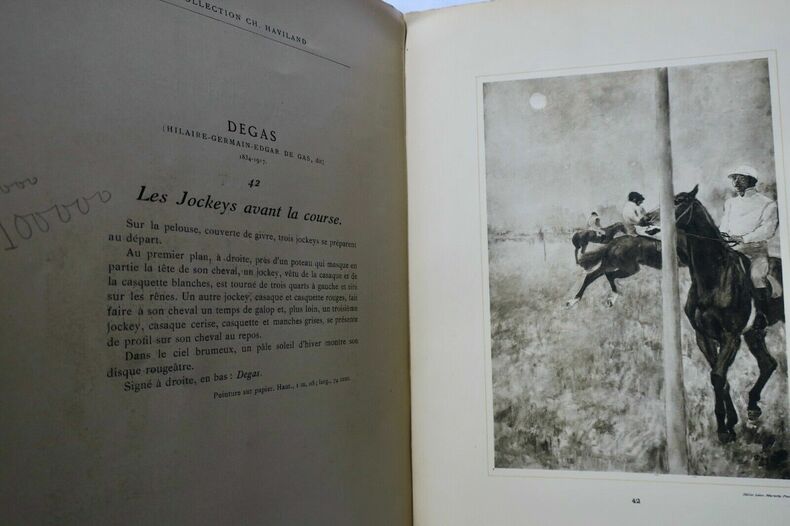 COLLECTION CH. HAVILAND
DEGAS
(HILAIRE-GERMAIN-EDGAR DE GAS, dit)
1834-1917.
42
Les Jockeys avant la course.
Sur la pelouse, couverte de givre, trois jockeys se préparent
au départ.
Au premier plan, à droite, près d'un poteau qui masque en
partie la tête de son cheval, un jockey, vêtu de la casaque et de
la casquette blanches, est tourné de trois quarts à gauche et tire
sur les rênes. Un autre jockey, casaque et casquette rouges, fait
faire à son cheval un temps de galop et, plus loin, un troisième
jockey, casaque cerise, casquette et manches grises, se présente
de profil sur son cheval au repos.
Dans le ciel brumeux, un pâle soleil d'hiver montre son
disque rougeâtre.
Signé à droite, en bas : Degas.
Peinture sur papier. Haut., 1 m. 08; larg., 74 cent.
42